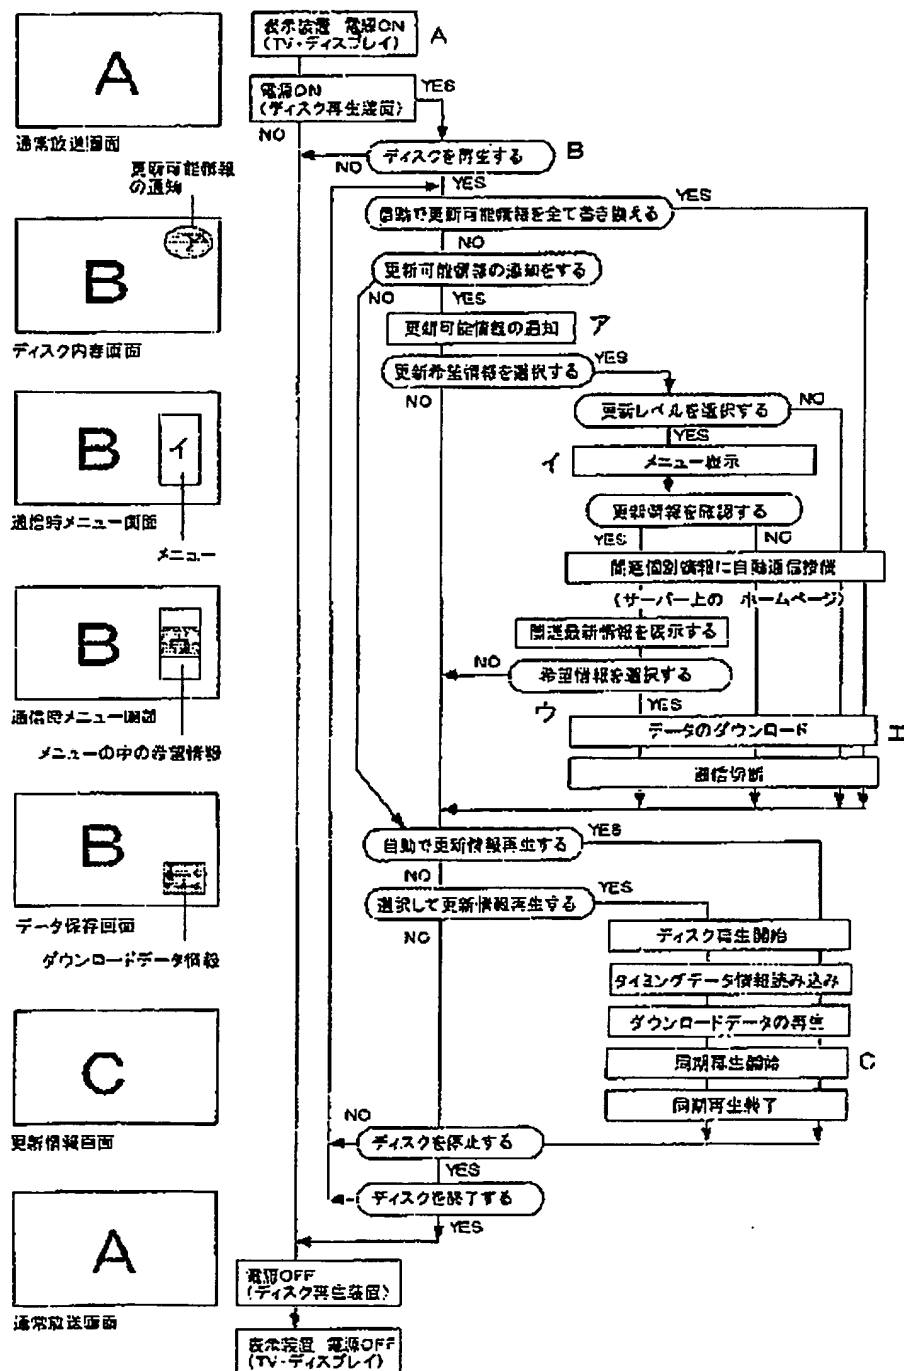 A
通常放送画面
更新可能情報
の通知
B
ディスク内容画面
B
イ
通信時メニュー画面
メニュー
B
通信時メニュー画面
メニューの中の希望情報
B
データ保存画面
ダウンロードデータ情報
C
更新情報画面
A
通常放送画面
表示装置 電源ON
(TV・ディスプレイ)
A
電源ON
(ディスク再生装置)
YES
NO
ディスクを再生する
B
NO
YES
自動で更新可能情報を全て書き換える
YES
NO
更新可能情報の通知をする
NO
YES
更新可能情報の通知
ア
更新希望情報を選択する
YES
NO
更新レベルを選択する
NO
YES
イ
メニュー表示
更新情報を確認する
YES
NO
関連個別情報に自動通信接続
(サーバー上の ホームページ)
関連最新情報を表示する
NO
希望情報を選択する
ウ
YES
データのダウンロード
エ
通信切断
自動で更新情報再生する
YES
NO
選択して更新情報再生する
YES
NO
ディスク再生開始
タイミングデータ情報読み込み
ダウンロードデータの再生
同期再生開始
C
同期再生終了
NO
ディスクを停止する
YES
ディスクを終了する
YES
電源OFF
(ディスク再生装置)
表示装置 電源OFF
(TV・ディスプレイ)